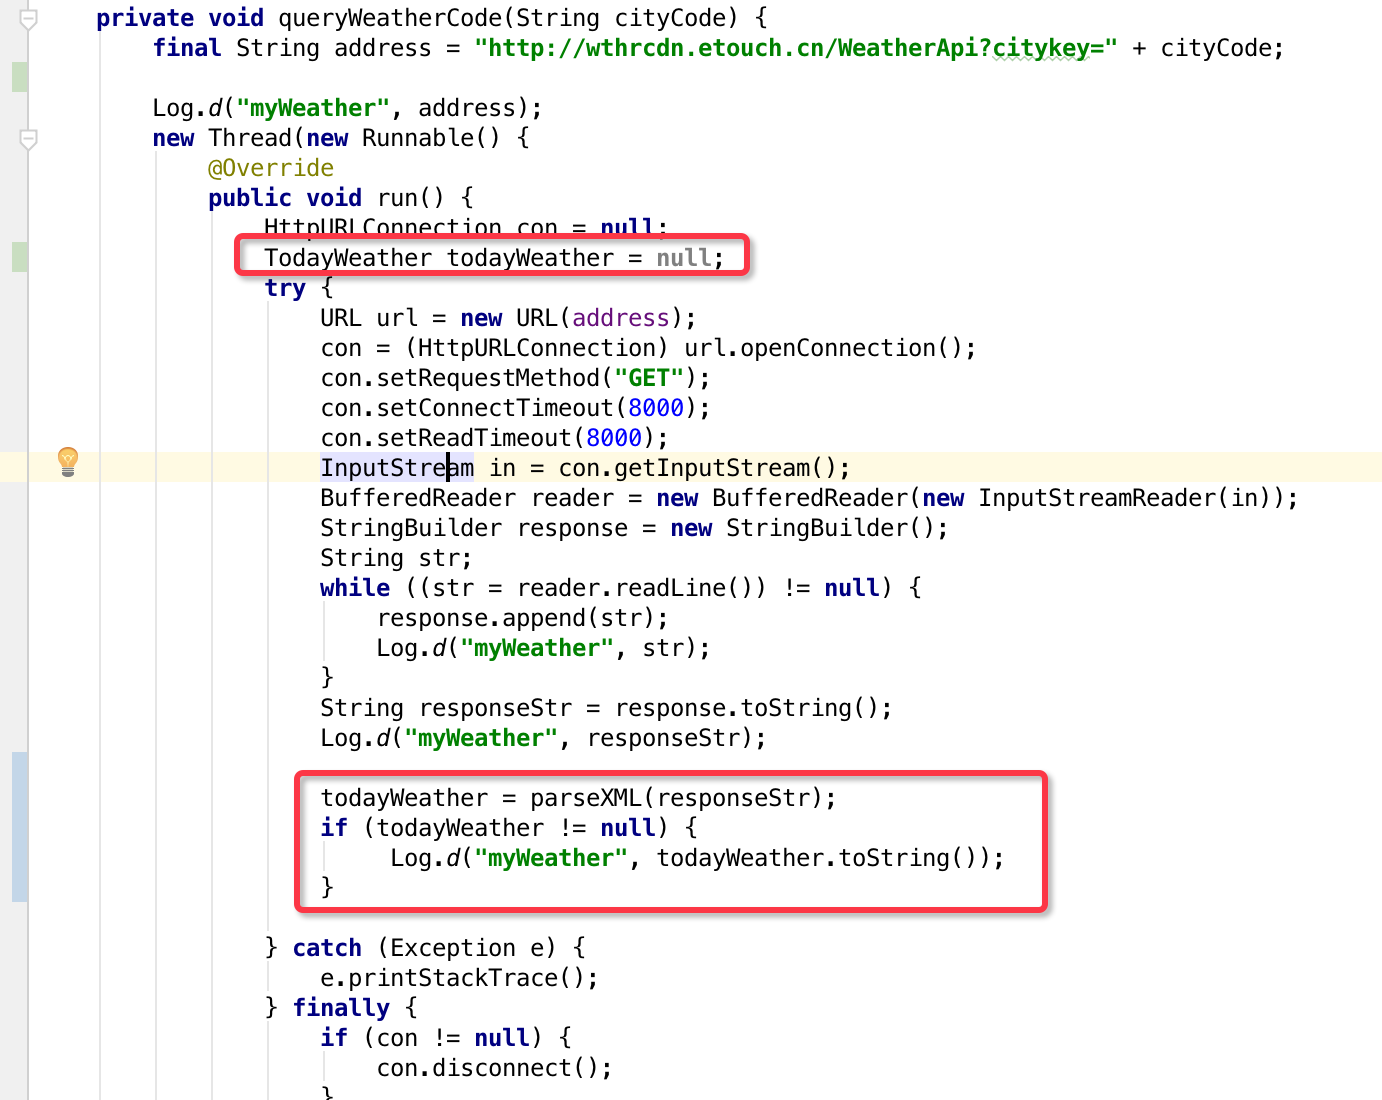 private void queryWeatherCode(String cityCode) {
final String address = "http://wthrcdn.etouch.cn/WeatherApi?citykey=" + cityCode;
Log.d("myWeather", address);
new Thread(new Runnable() {
@Override
public void run() {
HttpURLConnection con = null;
TodayWeather todayWeather = null;
try {
URL url = new URL(address);
con = (HttpURLConnection) url.openConnection();
con.setRequestMethod("GET");
con.setConnectTimeout(8000);
con.setReadTimeout(8000);
InputStream in = con.getInputStream();
BufferedReader reader = new BufferedReader(new InputStreamReader(in));
StringBuilder response = new StringBuilder();
String str;
while ((str = reader.readLine()) != null) {
response.append(str);
Log.d("myWeather", str);
}
String responseStr = response.toString();
Log.d("myWeather", responseStr);
todayWeather = parseXML(responseStr);
if (todayWeather != null) {
Log.d("myWeather", todayWeather.toString());
}
} catch (Exception e) {
e.printStackTrace();
} finally {
if (con != null) {
con.disconnect();
}